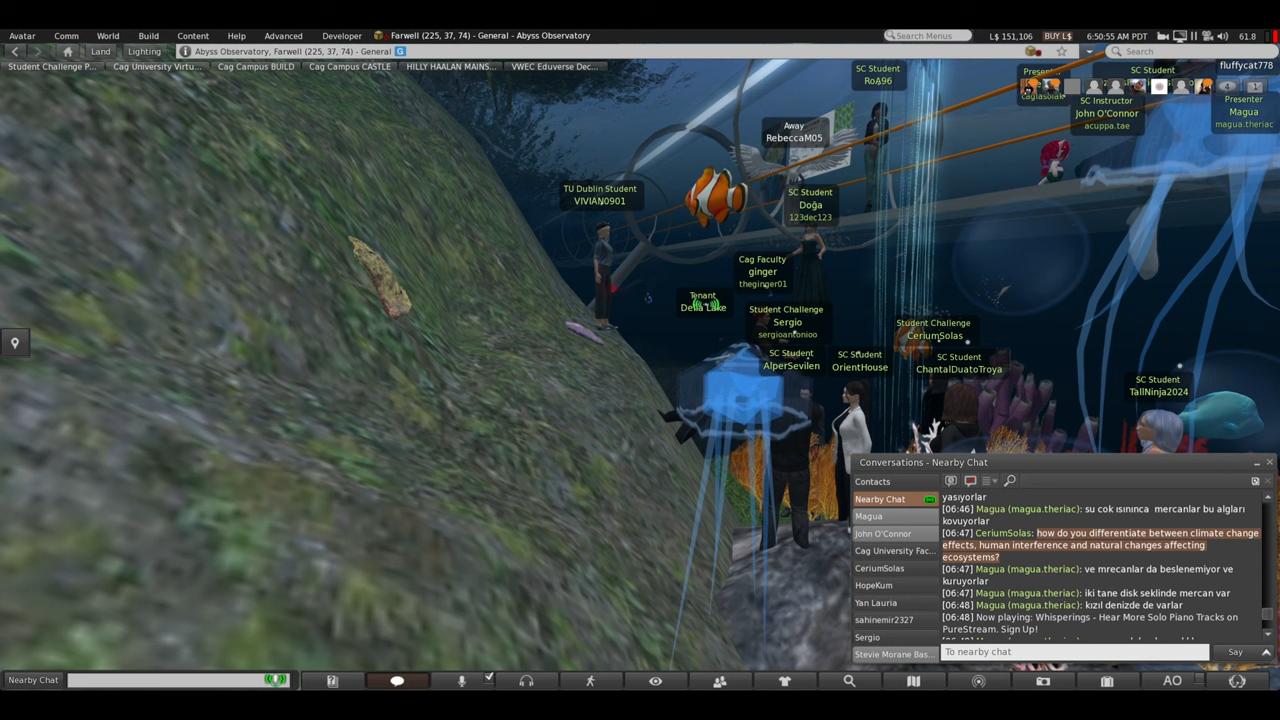 Avatar Comm World Build Content Help Advanced Developer Farwell (225, 37, 74) - General - Abyss Observatory
Search Menus L$ 151,106 BUY L$ 6:50:55 AM PDT 61.8
Land Lighting Abyss Observatory, Farwell (225, 37, 74) - General G Search
Student Challenge P... Cag University Virtu... Cag Campus BUILD Cag Campus CASTLE HILLY HAALAN MAINS... VWEC Eduverse Dec...
fluffycat778
SC Student
RoA96
SC Student
SC Instructor
John O'Connor
acuppa.tae
Presenter
Magua
magua.theriac
Away
RebeccaM05
TU Dublin Student
VIVIAN0901
SC Student
Doğa
123dec123
Cag Faculty
ginger
theginger01
Tenant
Della Lake
Student Challenge
Sergio
sergioantonioo
Student Challenge
CeriumSolas
SC Student
AlperSevilen
SC Student
OrientHouse
SC Student
ChantalDuatoTroya
SC Student
TallNinja2024
Conversations - Nearby Chat
Contacts
Nearby Chat
Magua
John O'Connor
Cag University Fac...
CeriumSolas
HopeKum
Yan Lauria
sahinemir2327
Sergio
Stevie Morane Bas...
yasıyorlar
[06:46] Magua (magua.theriac): su cok ısınınca mercanlar bu algları
kovuyorlar
[06:47] CeriumSolas: how do you differentiate between climate change
effects, human interference and natural changes affecting
ecosystems?
[06:47] Magua (magua.theriac): ve mrecanlar da beslenemiyor ve
kuruyorlar
[06:47] Magua (magua.theriac): iki tane disk seklinde mercan var
[06:48] Magua (magua.theriac): kızıl denizde de varlar
[06:48] Now playing: Whisperings - Hear More Solo Piano Tracks on
PureStream. Sign Up!
To nearby chat Say
Nearby Chat AO